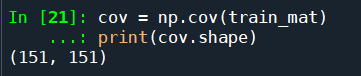 In [21]: cov = np.cov(train_mat)
    ...: print(cov.shape)
(151, 151)